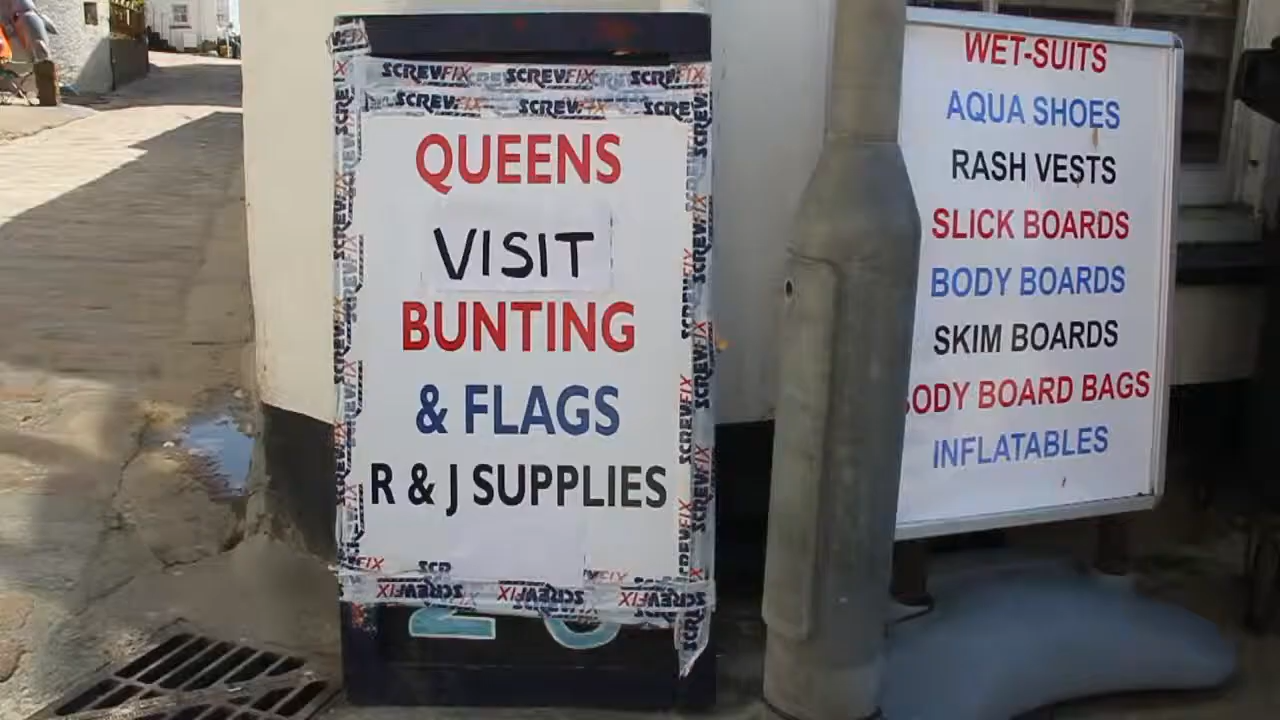 SCREWFIX SCREWFIX SCREWFIX
SCREWFIX SCREWFIX SCREWFIX
QUEENS
VISIT
BUNTING
& FLAGS
R & J SUPPLIES
SCREWFIX SCREWFIX SCREWFIX
WET-SUITS
AQUA SHOES
RASH VESTS
SLICK BOARDS
BODY BOARDS
SKIM BOARDS
ODY BOARD BAGS
INFLATABLES